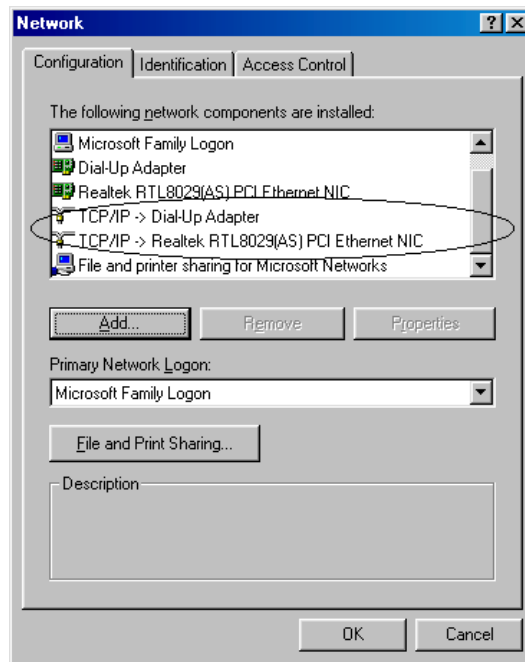 Network
Configuration Identification Access Control
The following network components are installed:
Microsoft Family Logon
Dial-Up Adapter
Realtek RTL8029(AS) PCI Ethernet NIC
TCP/IP -> Dial-Up Adapter
TCP/IP -> Realtek RTL8029(AS) PCI Ethernet NIC
File and printer sharing for Microsoft Networks
Add... Remove Properties
Primary Network Logon:
Microsoft Family Logon
File and Print Sharing...
Description
OK Cancel